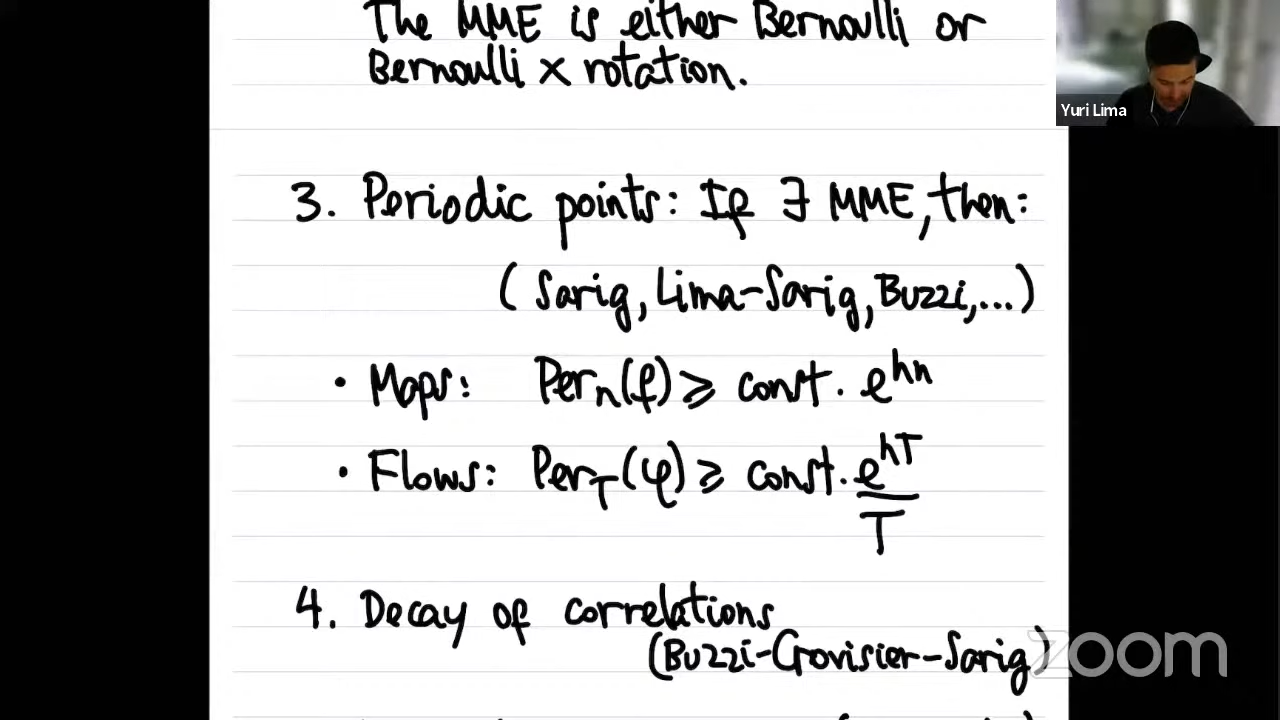 The MME is either Bernoulli or
Bernoulli × rotation.
Yuri Lima
3. Periodic points: If ∃ MME, then:
(Sarig, Lima-Sarig, Buzzi, ...)
• Maps: Perₙ(f) ≥ const. e^{hn}
• Flows: Per_T(φ) ≥ const. e^{hT}/T
4. Decay of correlations
(Buzzi-Crovisier-Sarig)
zoom